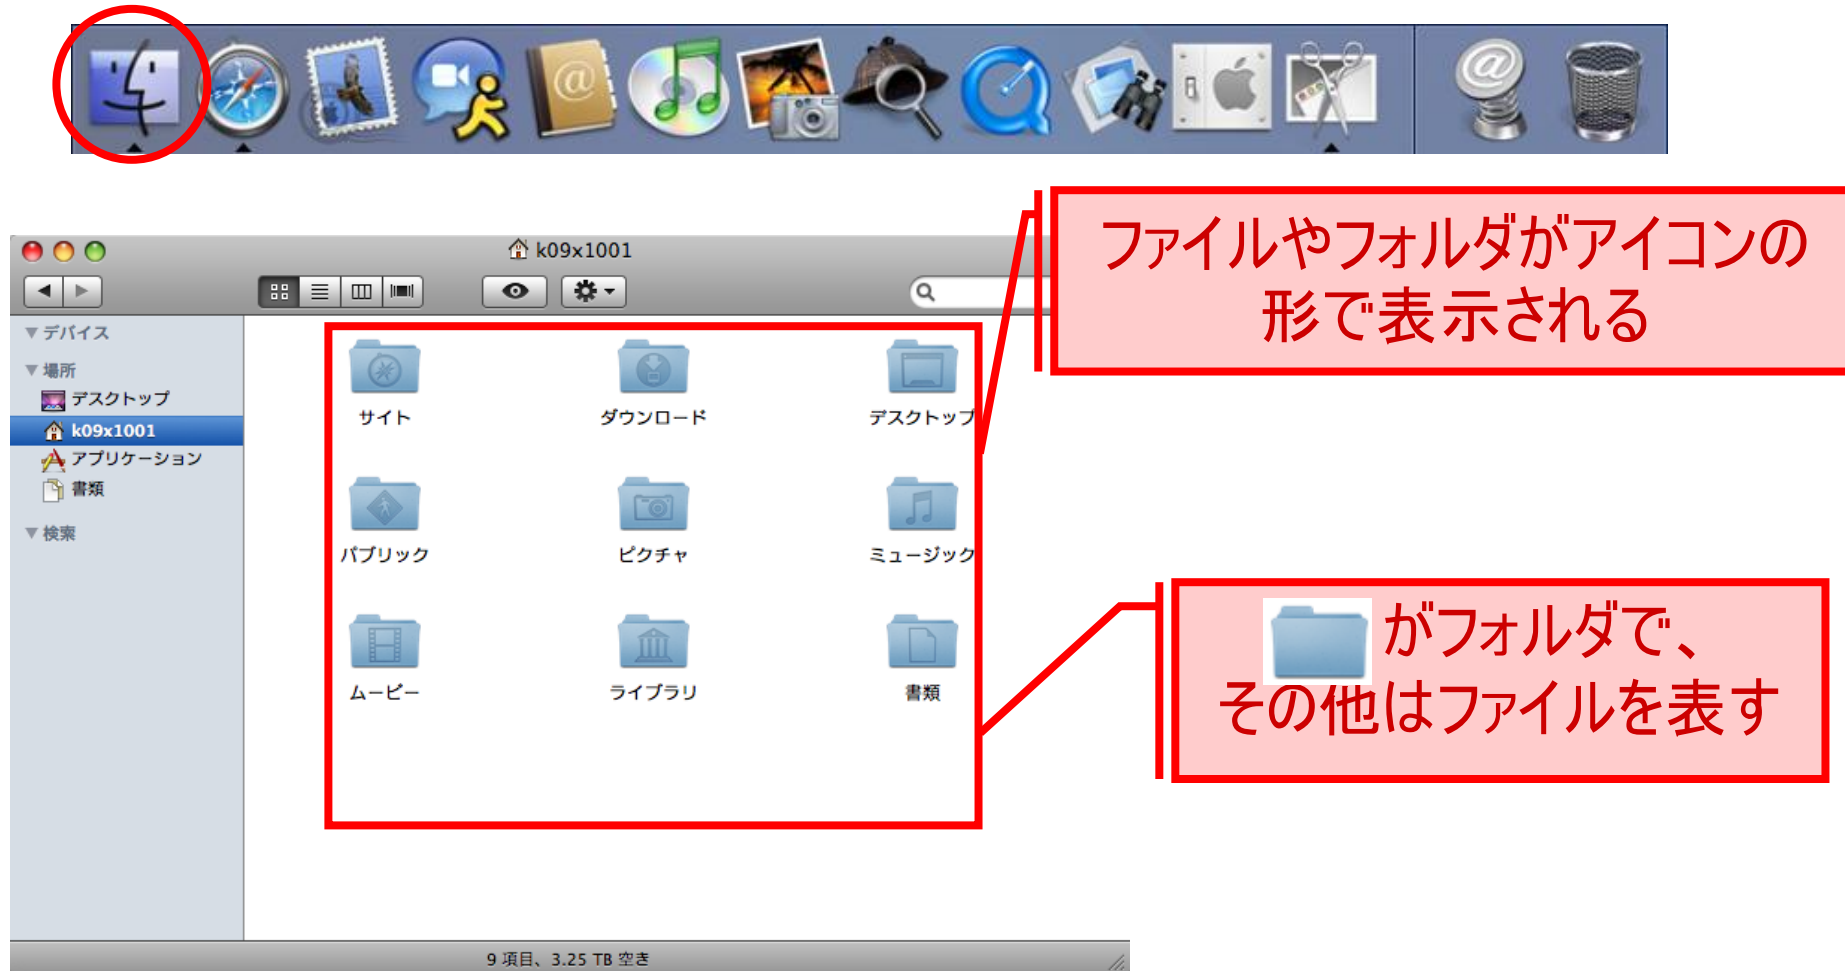 k09x1001
ファイルやフォルダがアイコンの
形で表示される
デバイス
場所
デスクトップ
k09x1001
アプリケーション
書類
検索
サイト
ダウンロード
デスクトップ
パブリック
ピクチャ
ミュージック
ムービー
ライブラリ
書類
がフォルダで、
その他はファイルを表す
9 項目、3.25 TB 空き